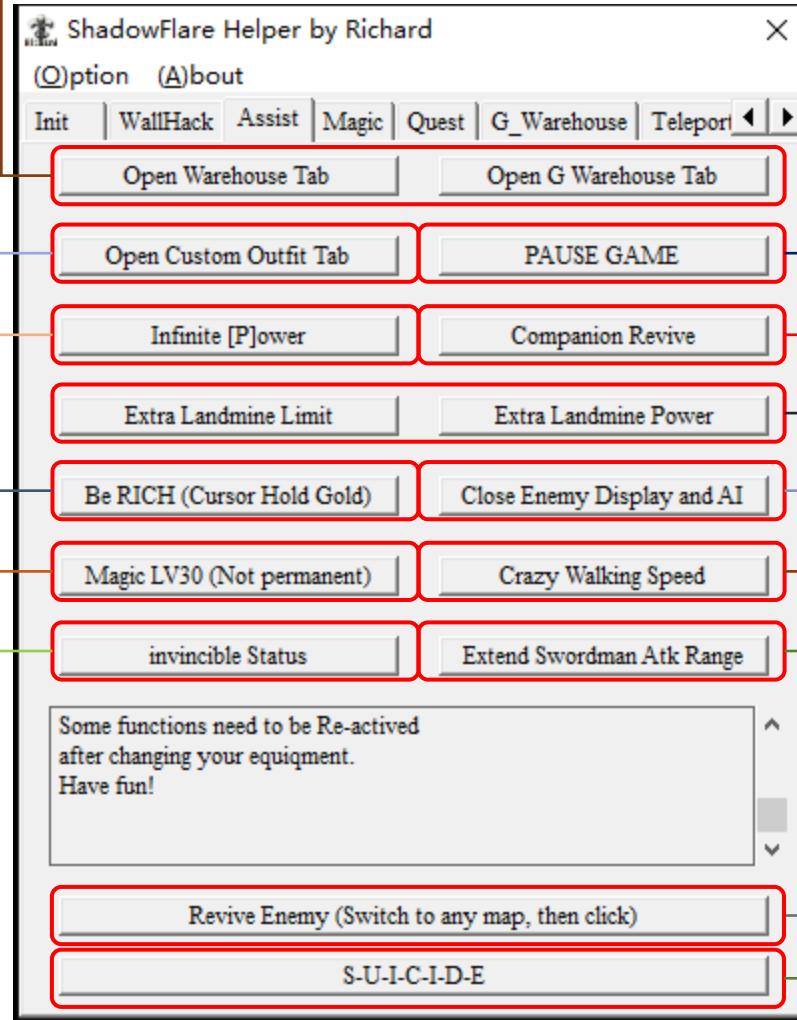 ShadowFlare Helper by Richard
(O)ption (A)bout
Init WallHack Assist Magic Quest G_Warehouse Teleport
Open Warehouse Tab Open G Warehouse Tab
Open Custom Outfit Tab PAUSE GAME
Infinite [P]ower Companion Revive
Extra Landmine Limit Extra Landmine Power
Be RICH (Cursor Hold Gold) Close Enemy Display and AI
Magic LV30 (Not permanent) Crazy Walking Speed
invincible Status Extend Swordman Atk Range
Some functions need to be Re-actived
after changing your equiqment.
Have fun!
Revive Enemy (Switch to any map, then click)
S-U-I-C-I-D-E